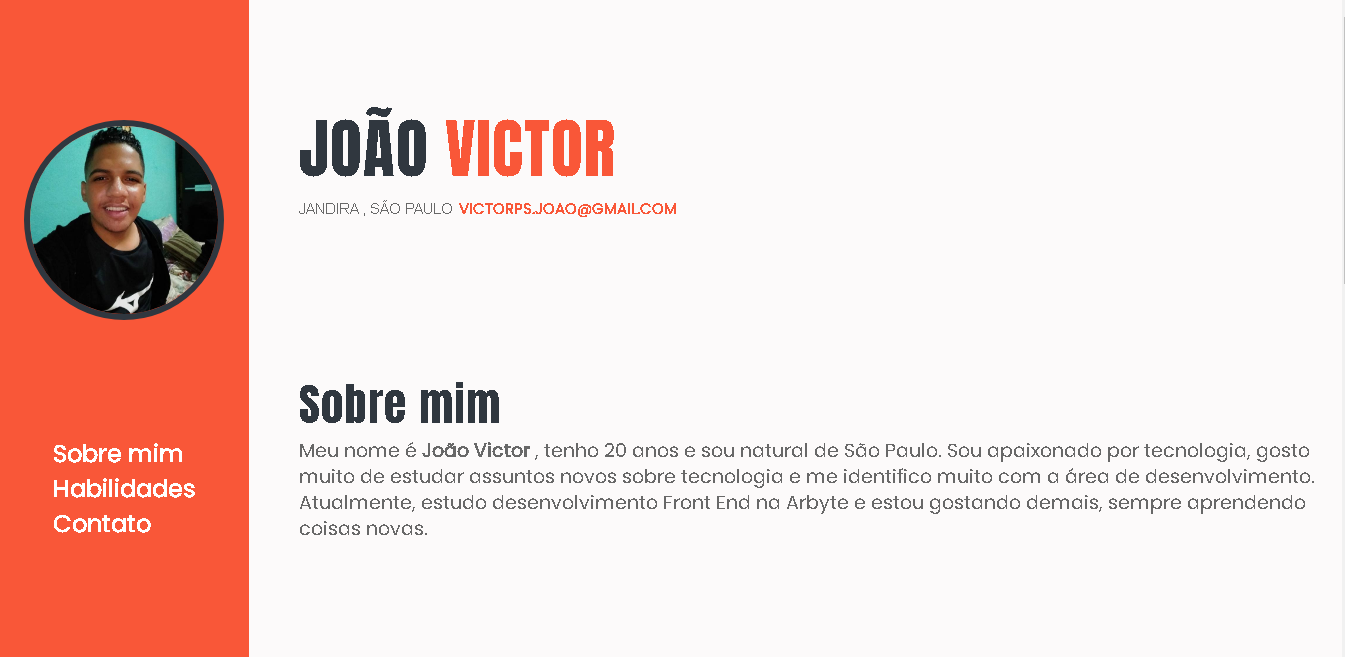 JOÃO VICTOR
JANDIRA , SÃO PAULO VICTORPS.JOAO@GMAIL.COM
Sobre mim
Meu nome é João Victor , tenho 20 anos e sou natural de São Paulo. Sou apaixonado por tecnologia, gosto
muito de estudar assuntos novos sobre tecnologia e me identifico muito com a área de desenvolvimento.
Atualmente, estudo desenvolvimento Front End na Arbyte e estou gostando demais, sempre aprendendo
coisas novas.
Sobre mim
Habilidades
Contato